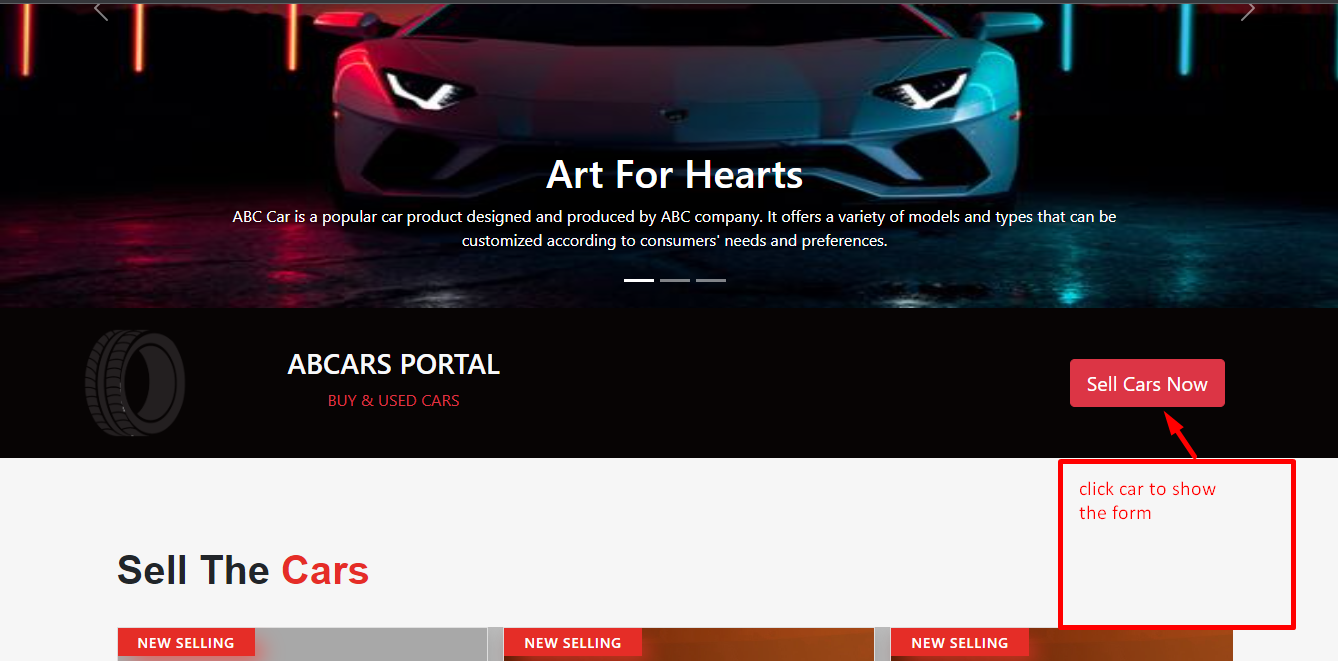 Art For Hearts
ABC Car is a popular car product designed and produced by ABC company. It offers a variety of models and types that can be
customized according to consumers' needs and preferences.
ABCARS PORTAL
BUY & USED CARS
Sell Cars Now
click car to show
the form
Sell The Cars
NEW SELLING
NEW SELLING
NEW SELLING